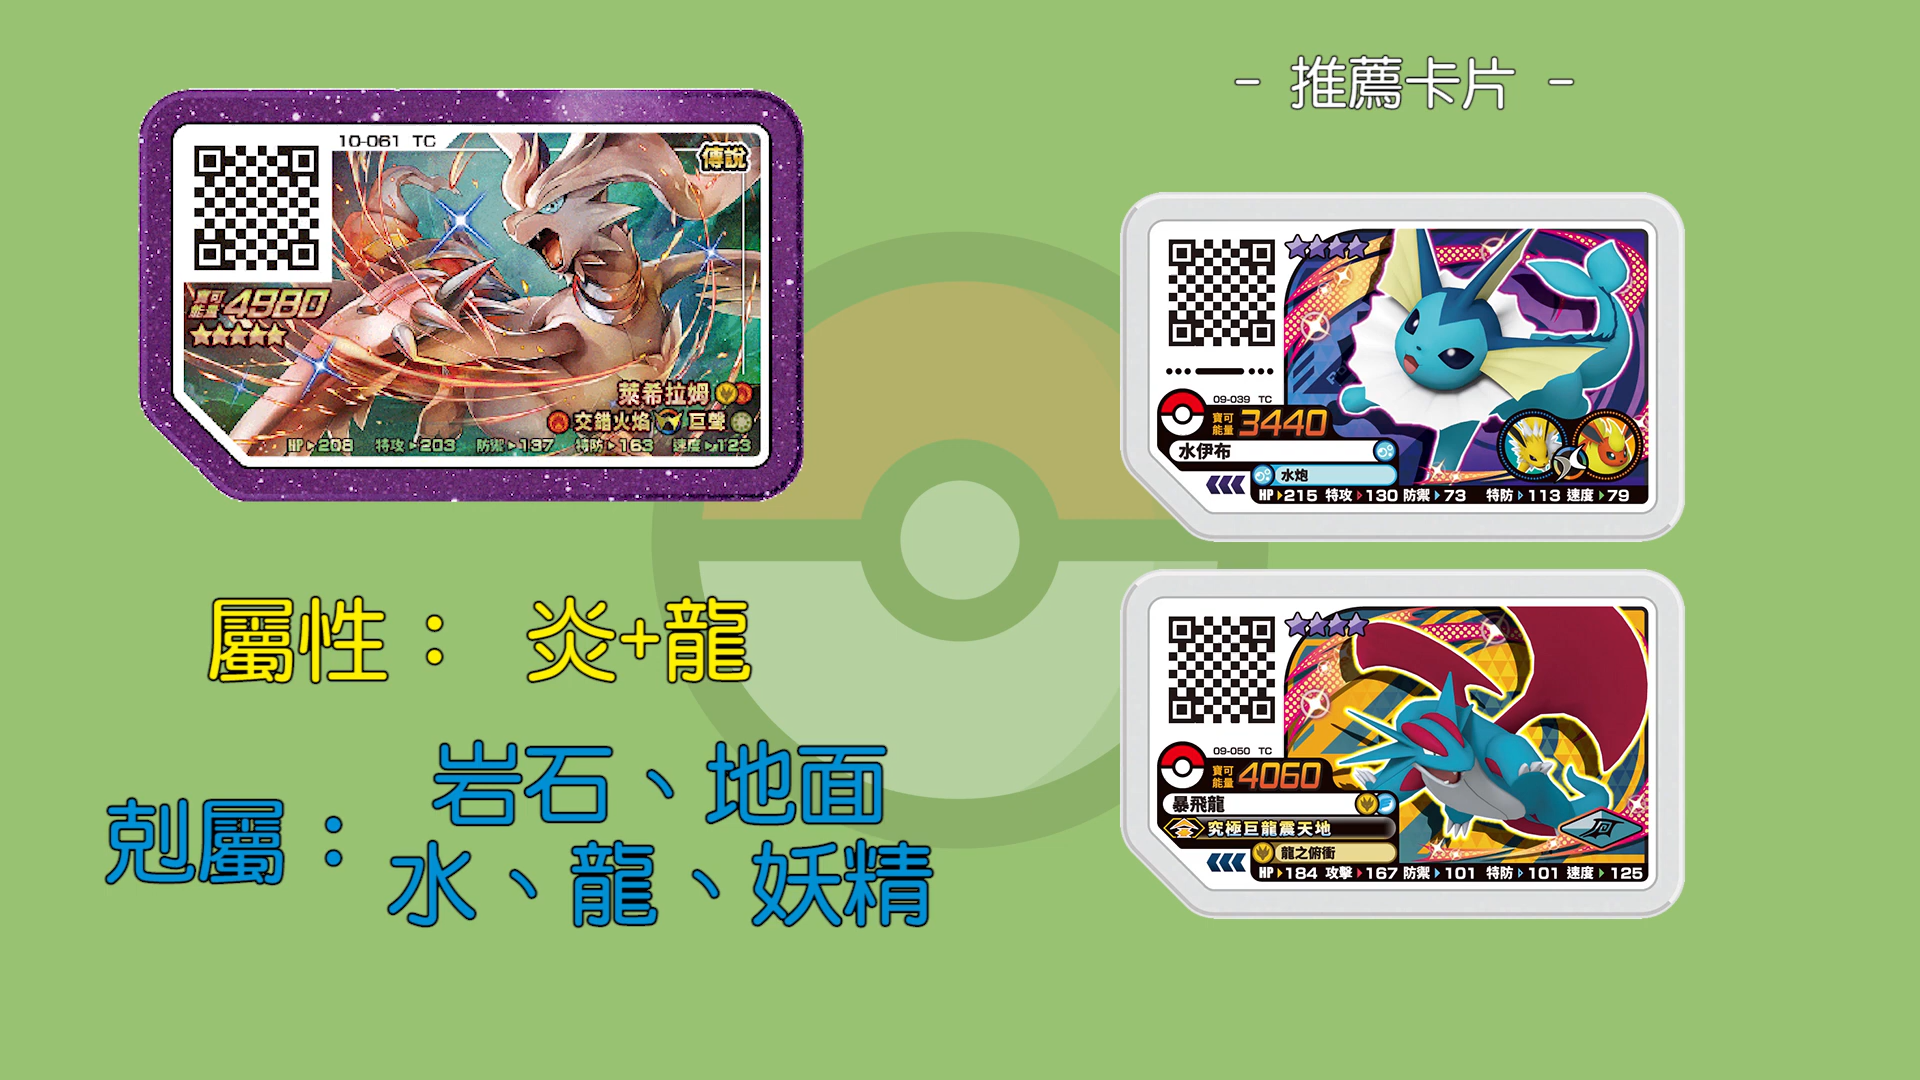 - 推薦卡片 -
10-061 TC
傳說
寶可能量 4980
萊希拉姆
交錯火焰 巨聲
HP 208 特攻 203 防禦 137 特防 163 速度 123
屬性： 炎+龍
剋屬：
岩石、地面
水、龍、妖精
09-039 TC
寶可能量 3440
水伊布
水炮
HP 215 特攻 130 防禦 73 特防 113 速度 79
09-050 TC
寶可能量 4060
暴飛龍
究極巨龍震天地
龍之俯衝
HP 184 攻擊 167 防禦 101 特防 101 速度 125